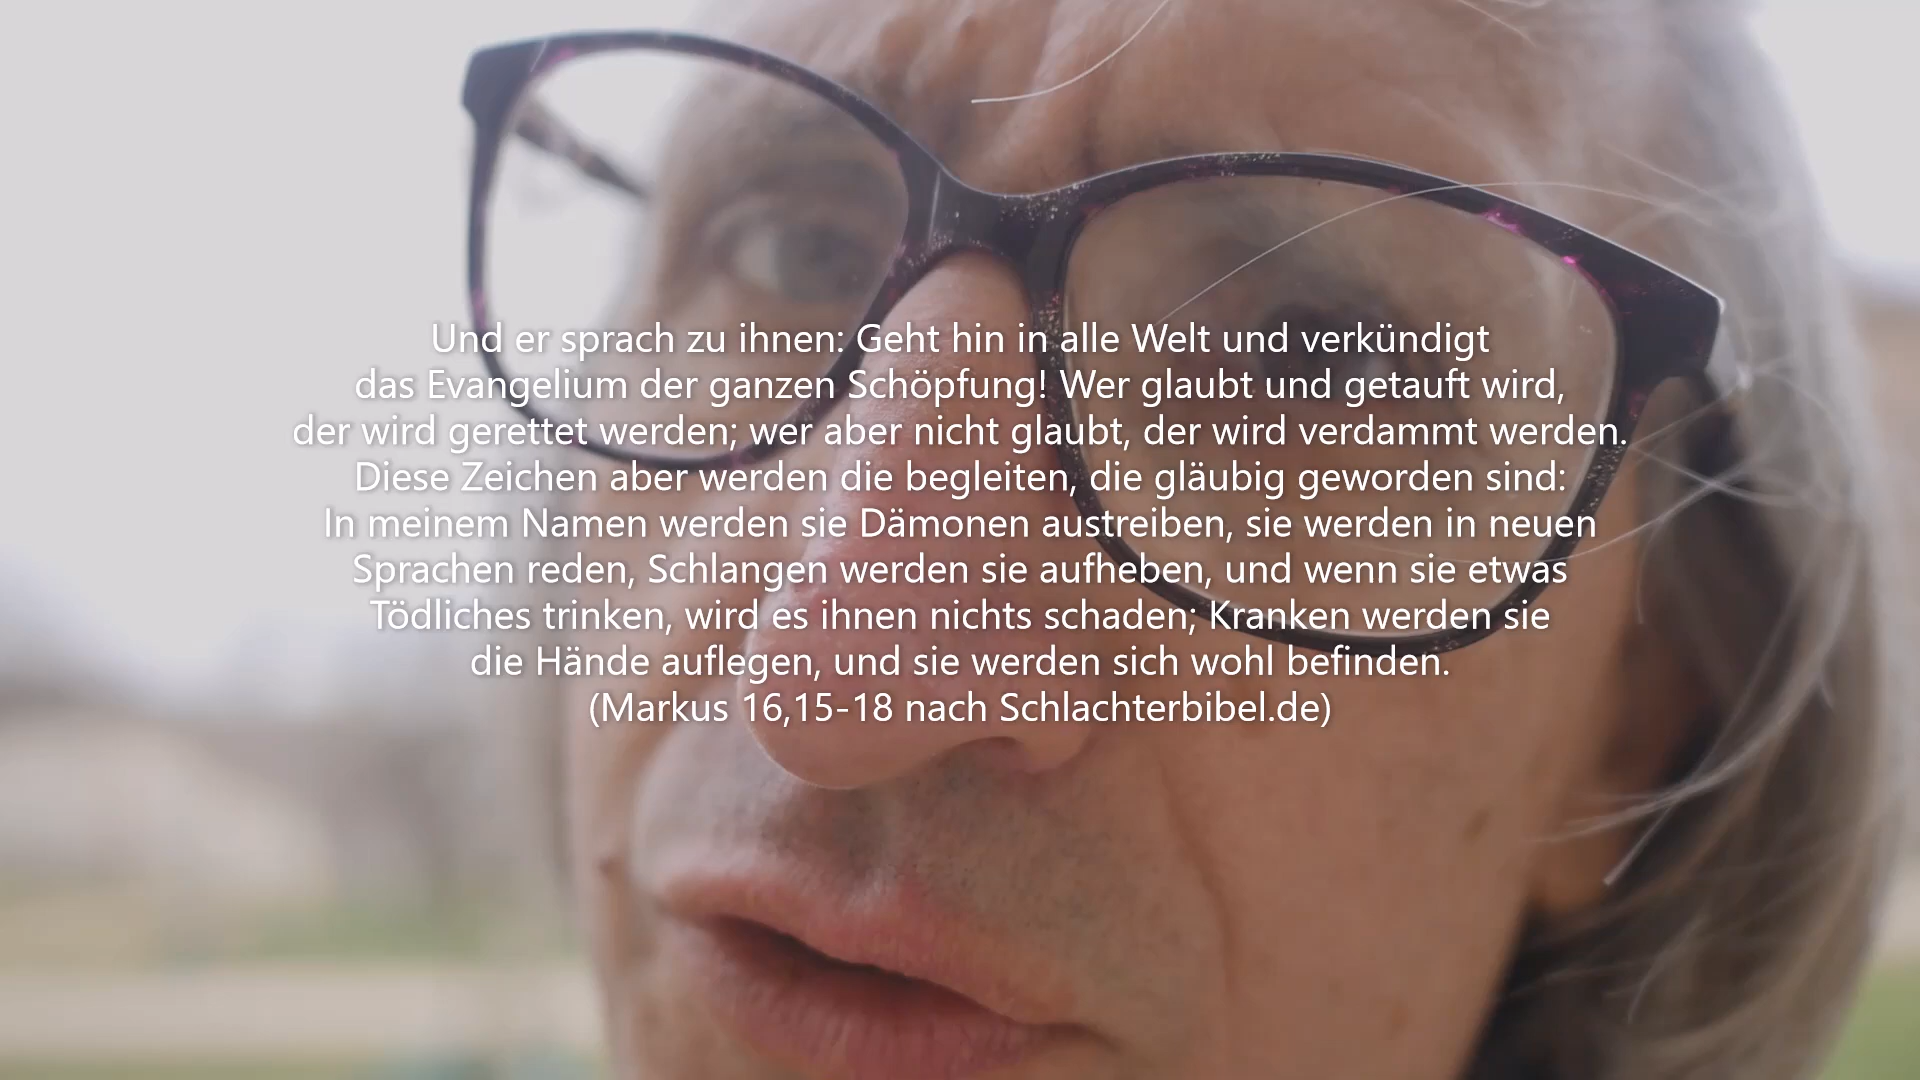 Und er sprach zu ihnen: Geht hin in alle Welt und verkündigt
das Evangelium der ganzen Schöpfung! Wer glaubt und getauft wird,
der wird gerettet werden; wer aber nicht glaubt, der wird verdammt werden.
Diese Zeichen aber werden die begleiten, die gläubig geworden sind:
In meinem Namen werden sie Dämonen austreiben, sie werden in neuen
Sprachen reden, Schlangen werden sie aufheben, und wenn sie etwas
Tödliches trinken, wird es ihnen nichts schaden; Kranken werden sie
die Hände auflegen, und sie werden sich wohl befinden.
(Markus 16,15-18 nach Schlachterbibel.de)